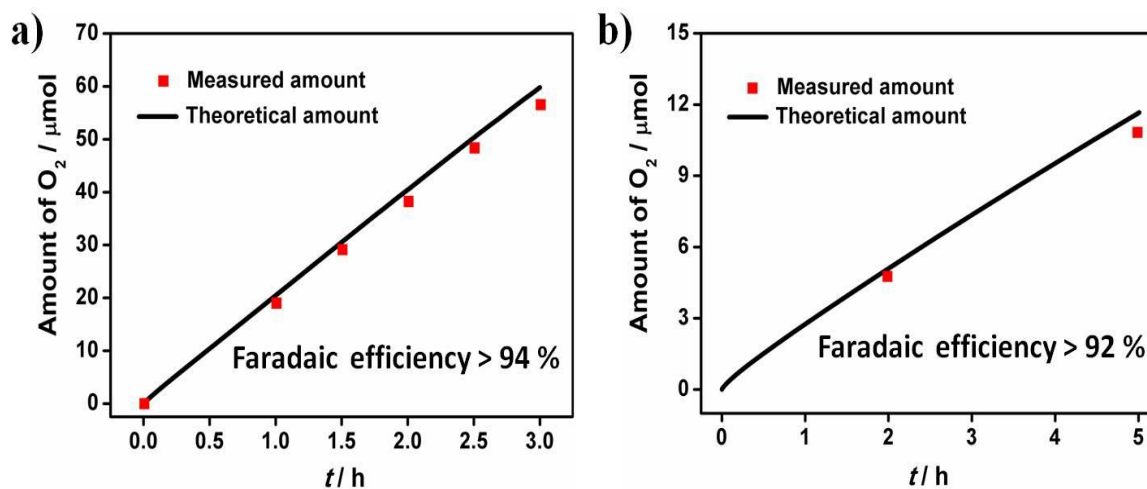 a)
Amount of O2 / μmol
70
60
50
40
30
20
10
0
Measured amount
Theoretical amount
Faradaic efficiency > 94 %
0.0 0.5 1.0 1.5 2.0 2.5 3.0
t / h
b)
Amount of O2 / μmol
15
12
9
6
3
0
Measured amount
Theoretical amount
Faradaic efficiency > 92 %
0 1 2 3 4 5
t / h